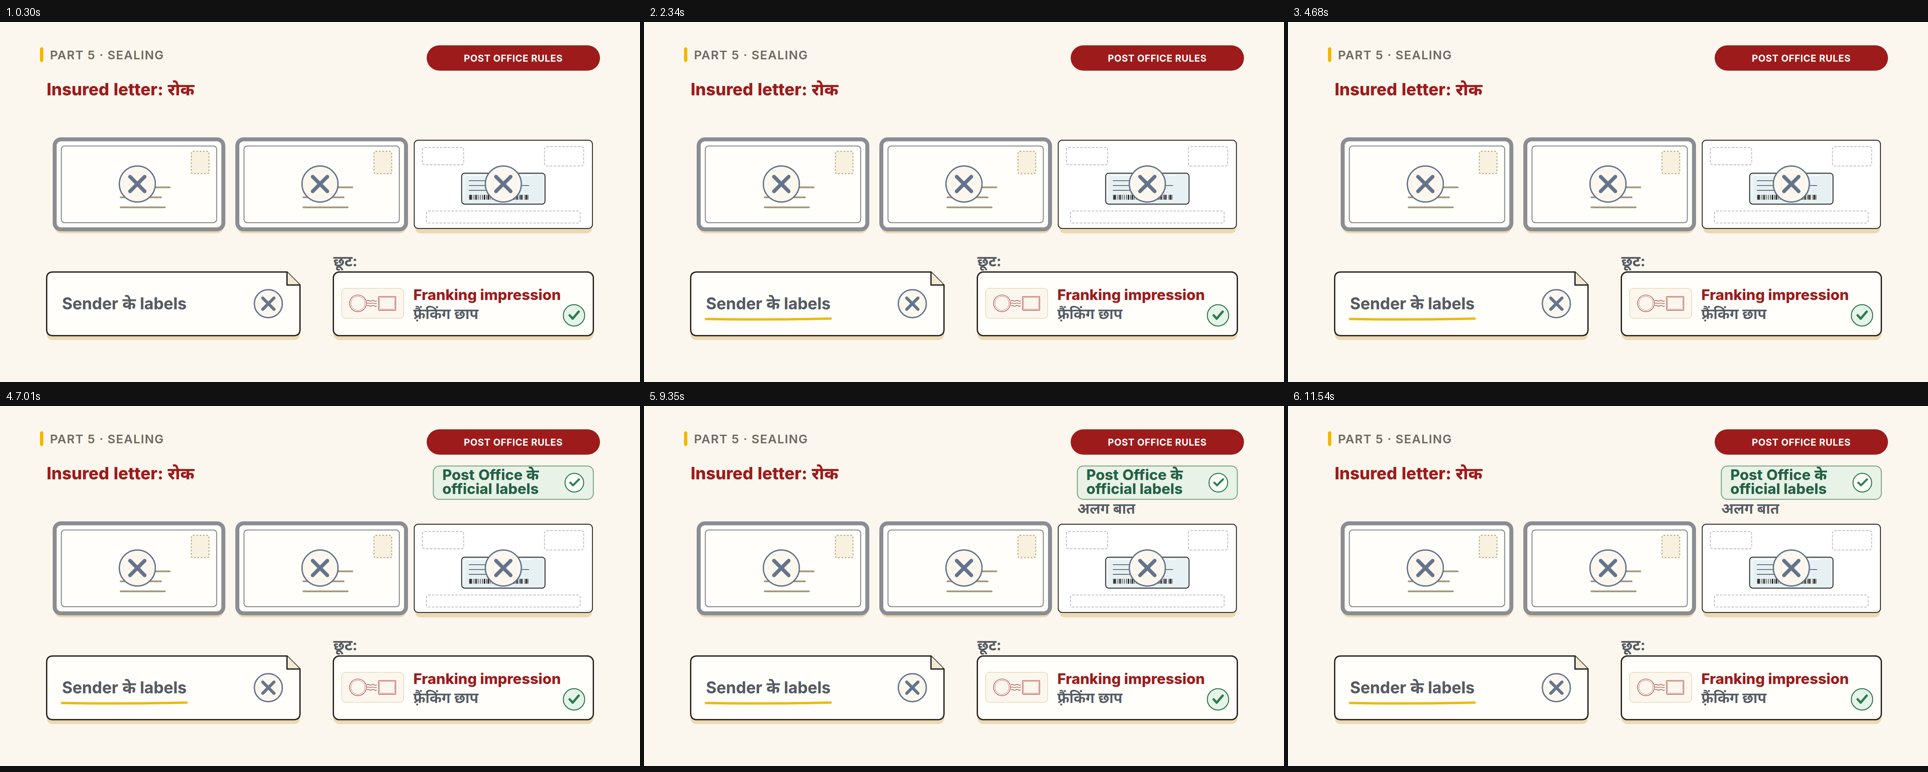 1. 0.30s
PART 5 · SEALING
POST OFFICE RULES
Insured letter: रोक
छूट:
Sender के labels
Franking impression
फ़्रैंकिंग छाप
2. 2.34s
PART 5 · SEALING
POST OFFICE RULES
Insured letter: रोक
छूट:
Sender के labels
Franking impression
फ़्रैंकिंग छाप
3. 4.68s
PART 5 · SEALING
POST OFFICE RULES
Insured letter: रोक
छूट:
Sender के labels
Franking impression
फ़्रैंकिंग छाप
4. 7.01s
PART 5 · SEALING
POST OFFICE RULES
Insured letter: रोक
Post Office के
official labels
छूट:
Sender के labels
Franking impression
फ़्रैंकिंग छाप
5. 9.35s
PART 5 · SEALING
POST OFFICE RULES
Insured letter: रोक
Post Office के
official labels
अलग बात
छूट:
Sender के labels
Franking impression
फ़्रैंकिंग छाप
6. 11.54s
PART 5 · SEALING
POST OFFICE RULES
Insured letter: रोक
Post Office के
official labels
अलग बात
छूट:
Sender के labels
Franking impression
फ़्रैंकिंग छाप